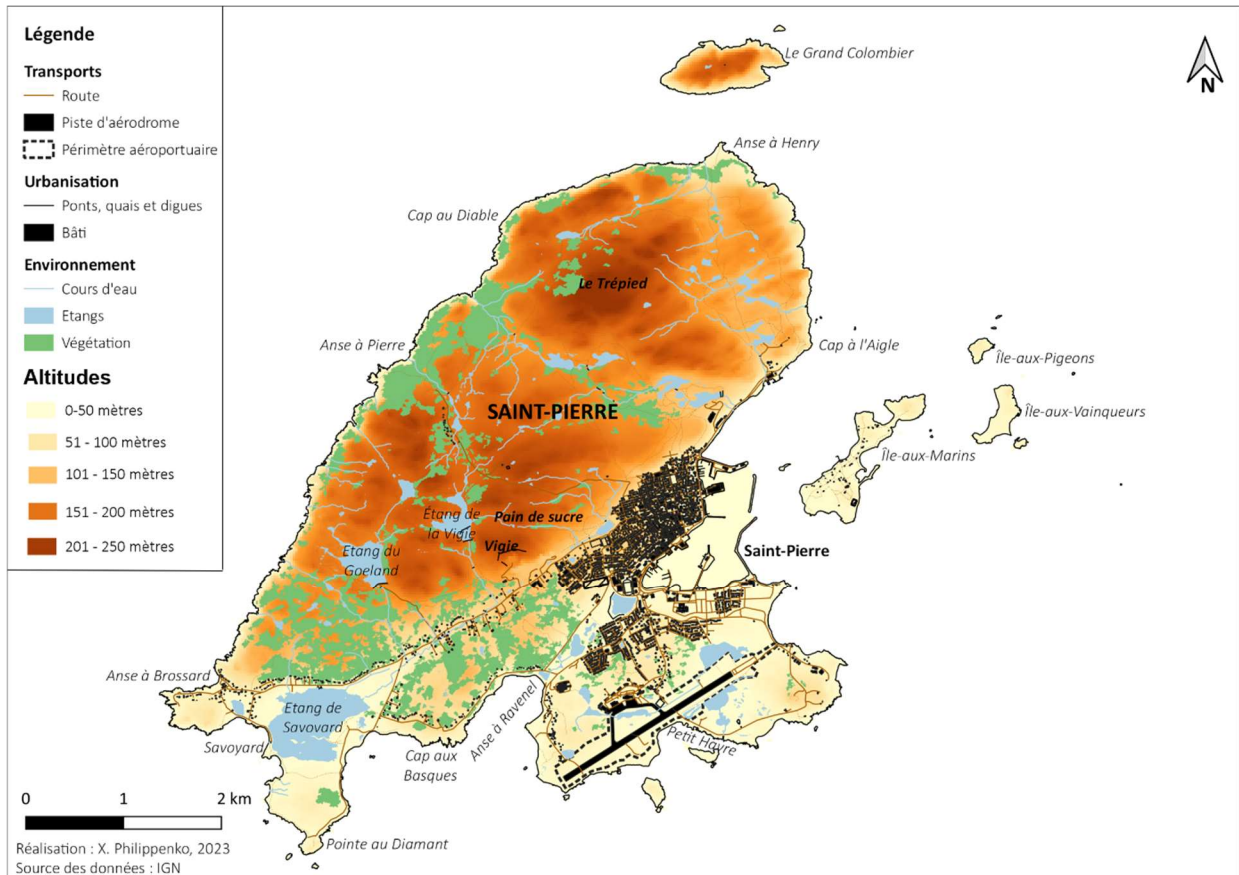 Légende
Transports
Route
Piste d'aérodrome
Périmètre aéroportuaire
Urbanisation
Ponts, quais et digues
Bâti
Environnement
Cours d'eau
Etangs
Végétation
Altitudes
0-50 mètres
51 - 100 mètres
101 - 150 mètres
151 - 200 mètres
201 - 250 mètres
Le Grand Colombier
N
Anse à Henry
Cap au Diable
Le Trépied
Anse à Pierre
Cap à l'Aigle
Île-aux-Pigeons
SAINT-PIERRE
Île-aux-Vainqueurs
Île-aux-Marins
Étang de
la Vigie
Pain de sucre
Vigie
Etang du
Goeland
Saint-Pierre
Anse à Brossard
Etang de
Savoyard
Savoyard
Anse à Ravenel
Petit Havre
Cap aux
Basques
Pointe au Diamant
0 1 2 km
Réalisation : X. Philippenko, 2023
Source des données : IGN